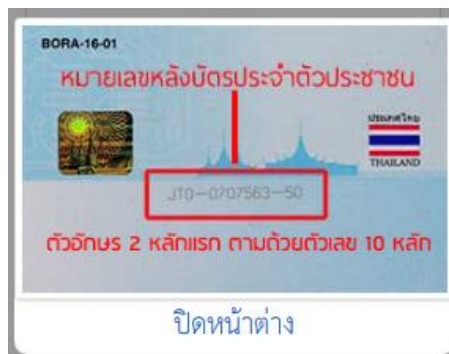 BORA-16-01
หมายเลขหลังบัตรประจำตัวประชาชน
ประเทศไทย
THAILAND
JT0-0707563-50
ตัวอักษร 2 หลักแรก ตามด้วยตัวเลข 10 หลัก
ปิดหน้าต่าง